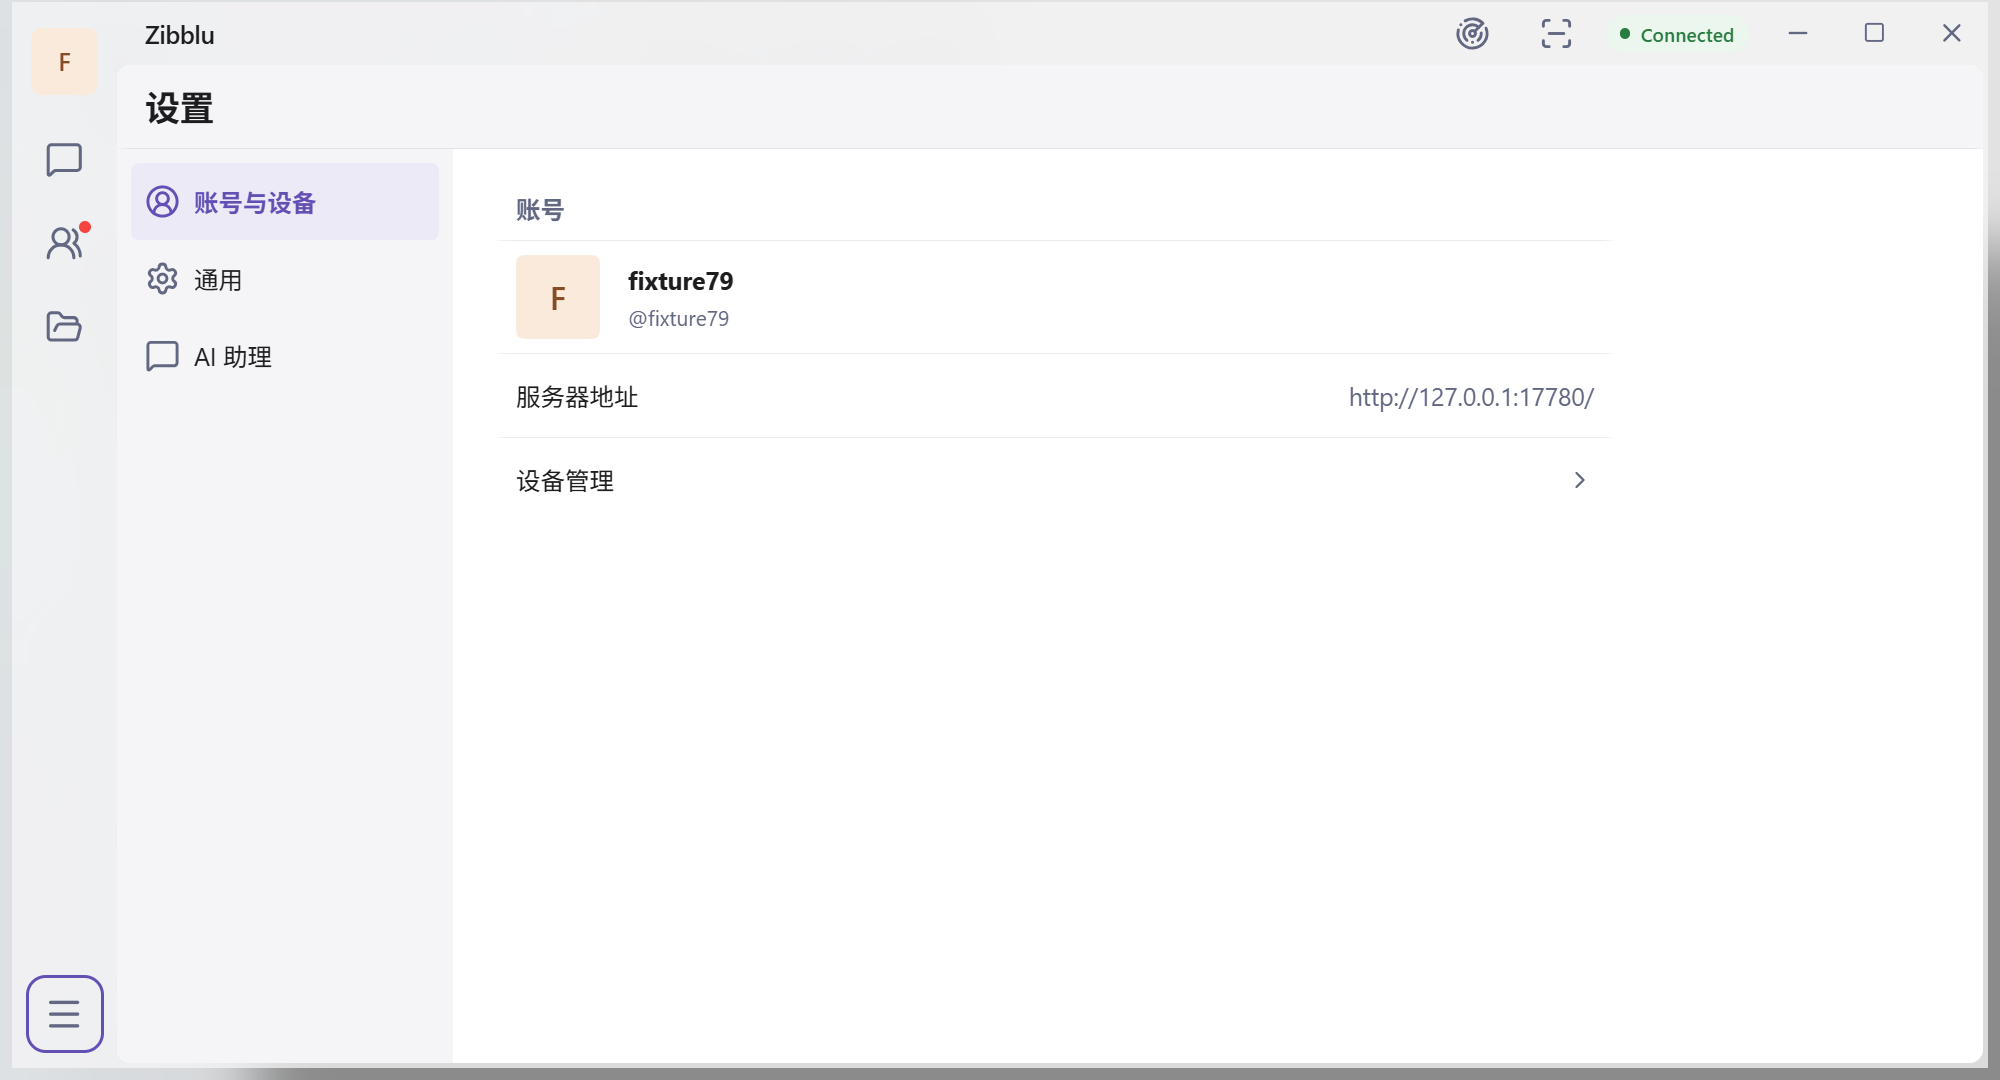 F
Zibblu
Connected
设置
账号与设备
通用
AI 助理
账号
F
fixture79
@fixture79
服务器地址
http://127.0.0.1:17780/
设备管理